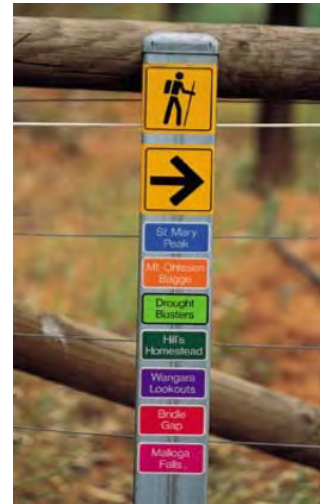 St Mary
Peak
Mt Ohlssen
Bagge
Drought
Busters
Hill's
Homestead
Wangara
Lookouts
Bridle
Gap
Malloga
Falls